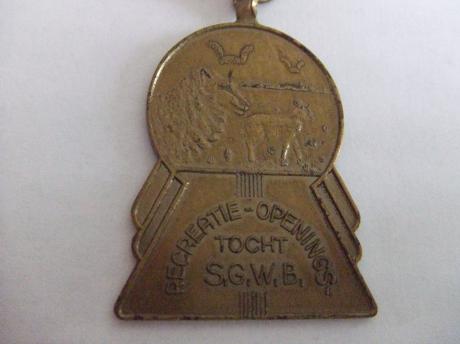 RECREATIE-OPENINGS-
TOCHT
S.G.W.B.